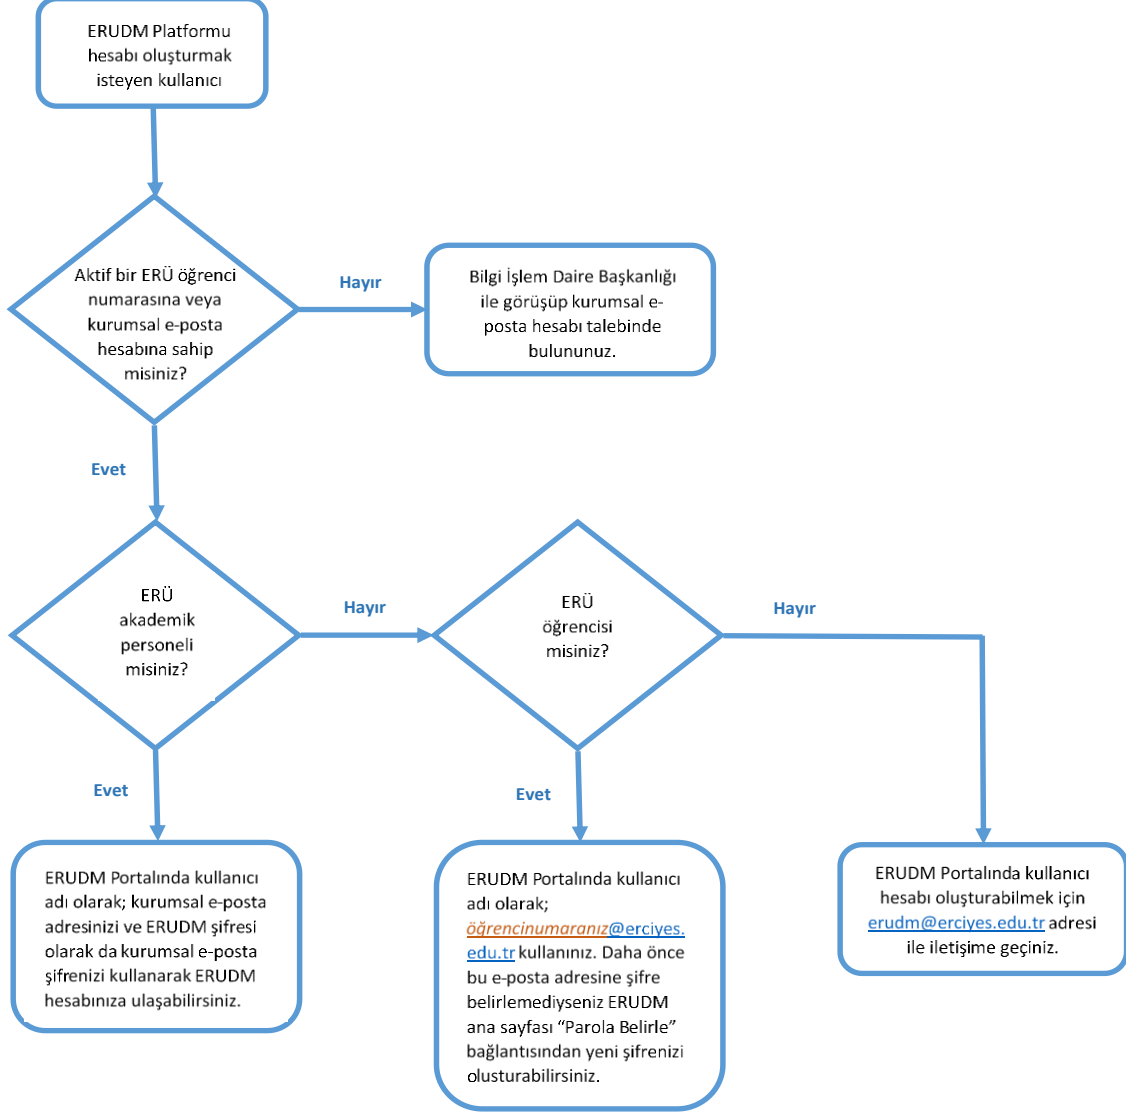 ERUDM Platformu
hesabı oluşturmak
isteyen kullanıcı
Aktif bir ERÜ öğrenci
numarasına veya
kurumsal e-posta
hesabına sahip
misiniz?
Hayır
Bilgi İşlem Daire Başkanlığı
ile görüşüp kurumsal e-
posta hesabı talebinde
bulununuz.
Evet
ERÜ
akademik
personeli
misiniz?
Hayır
ERÜ
öğrencisi
misiniz?
Hayır
Evet
Evet
ERUDM Portalında kullanıcı
adı olarak; kurumsal e-posta
adresinizi ve ERUDM şifresi
olarak da kurumsal e-posta
şifrenizi kullanarak ERUDM
hesabınıza ulaşabilirsiniz.
ERUDM Portalında kullanıcı
adı olarak;
öğrencinumaranız@erciyes.
edu.tr kullanınız. Daha önce
bu e-posta adresine şifre
belirlemediyseniz ERUDM
ana sayfası “Parola Belirle”
bağlantısından yeni şifrenizi
olusturabilirsiniz.
ERUDM Portalında kullanıcı
hesabı oluşturabilmek için
erudm@erciyes.edu.tr adresi
ile iletişime geçiniz.